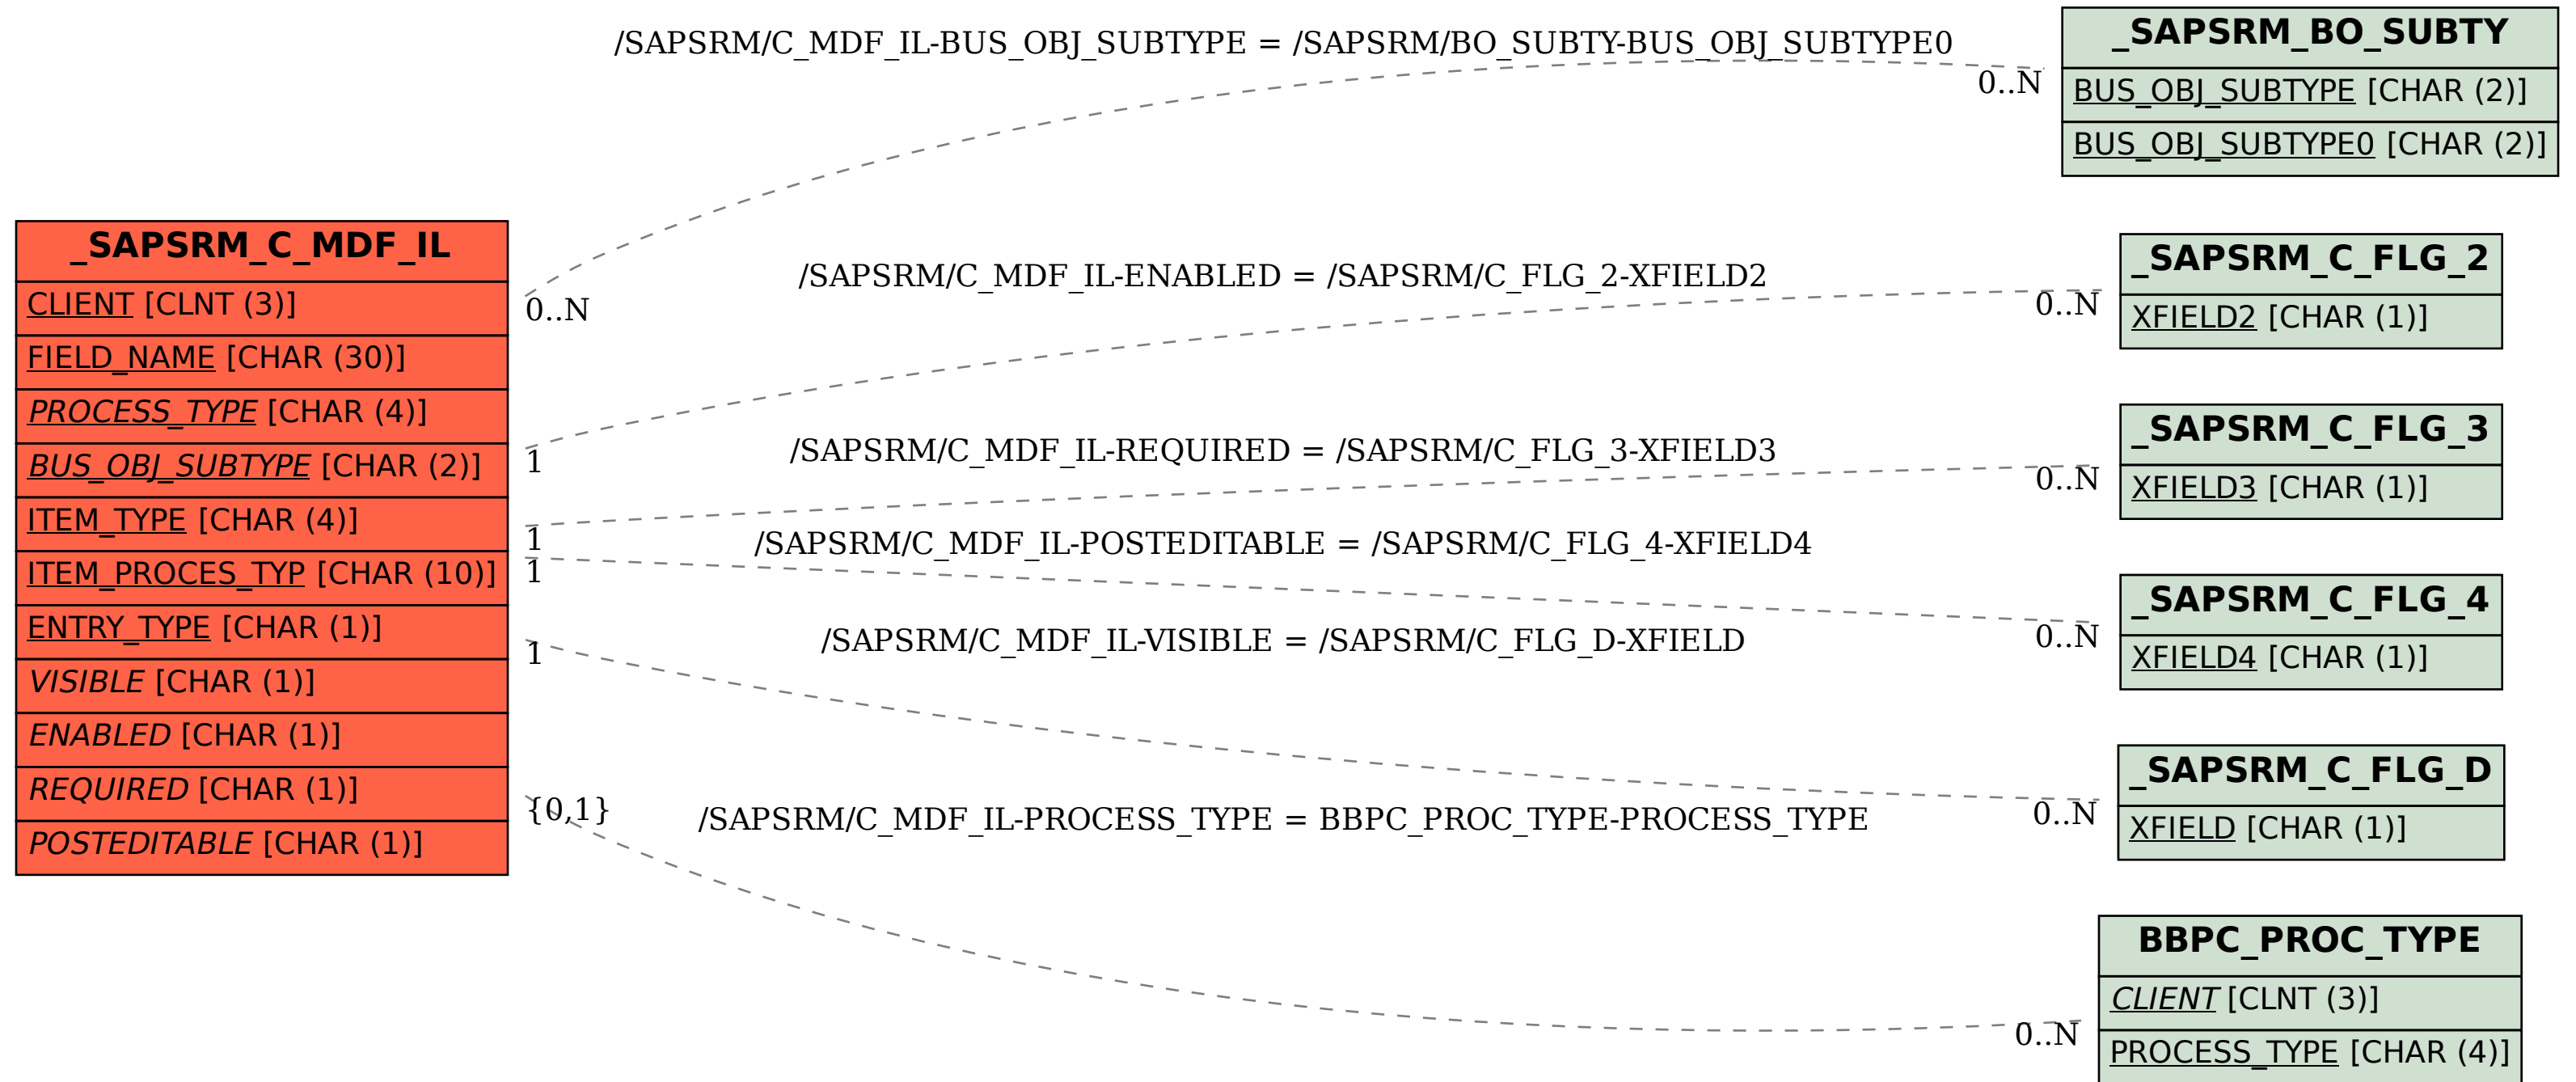 _SAPSRM_C_MDF_IL
CLIENT [CLNT (3)]
FIELD_NAME [CHAR (30)]
PROCESS_TYPE [CHAR (4)]
BUS_OBJ_SUBTYPE [CHAR (2)]
ITEM_TYPE [CHAR (4)]
ITEM_PROCES_TYP [CHAR (10)]
ENTRY_TYPE [CHAR (1)]
VISIBLE [CHAR (1)]
ENABLED [CHAR (1)]
REQUIRED [CHAR (1)]
POSTEDITABLE [CHAR (1)]
/SAPSRM/C_MDF_IL-BUS_OBJ_SUBTYPE = /SAPSRM/BO_SUBTY-BUS_OBJ_SUBTYPE0
0..N
0..N
/SAPSRM/C_MDF_IL-ENABLED = /SAPSRM/C_FLG_2-XFIELD2
0..N
1
/SAPSRM/C_MDF_IL-REQUIRED = /SAPSRM/C_FLG_3-XFIELD3
0..N
1
/SAPSRM/C_MDF_IL-POSTEDITABLE = /SAPSRM/C_FLG_4-XFIELD4
1
0..N
/SAPSRM/C_MDF_IL-VISIBLE = /SAPSRM/C_FLG_D-XFIELD
1
0..N
/SAPSRM/C_MDF_IL-PROCESS_TYPE = BBPC_PROC_TYPE-PROCESS_TYPE
{0,1}
0..N
_SAPSRM_BO_SUBTY
BUS_OBJ_SUBTYPE [CHAR (2)]
BUS_OBJ_SUBTYPE0 [CHAR (2)]
_SAPSRM_C_FLG_2
XFIELD2 [CHAR (1)]
_SAPSRM_C_FLG_3
XFIELD3 [CHAR (1)]
_SAPSRM_C_FLG_4
XFIELD4 [CHAR (1)]
_SAPSRM_C_FLG_D
XFIELD [CHAR (1)]
BBPC_PROC_TYPE
CLIENT [CLNT (3)]
PROCESS_TYPE [CHAR (4)]